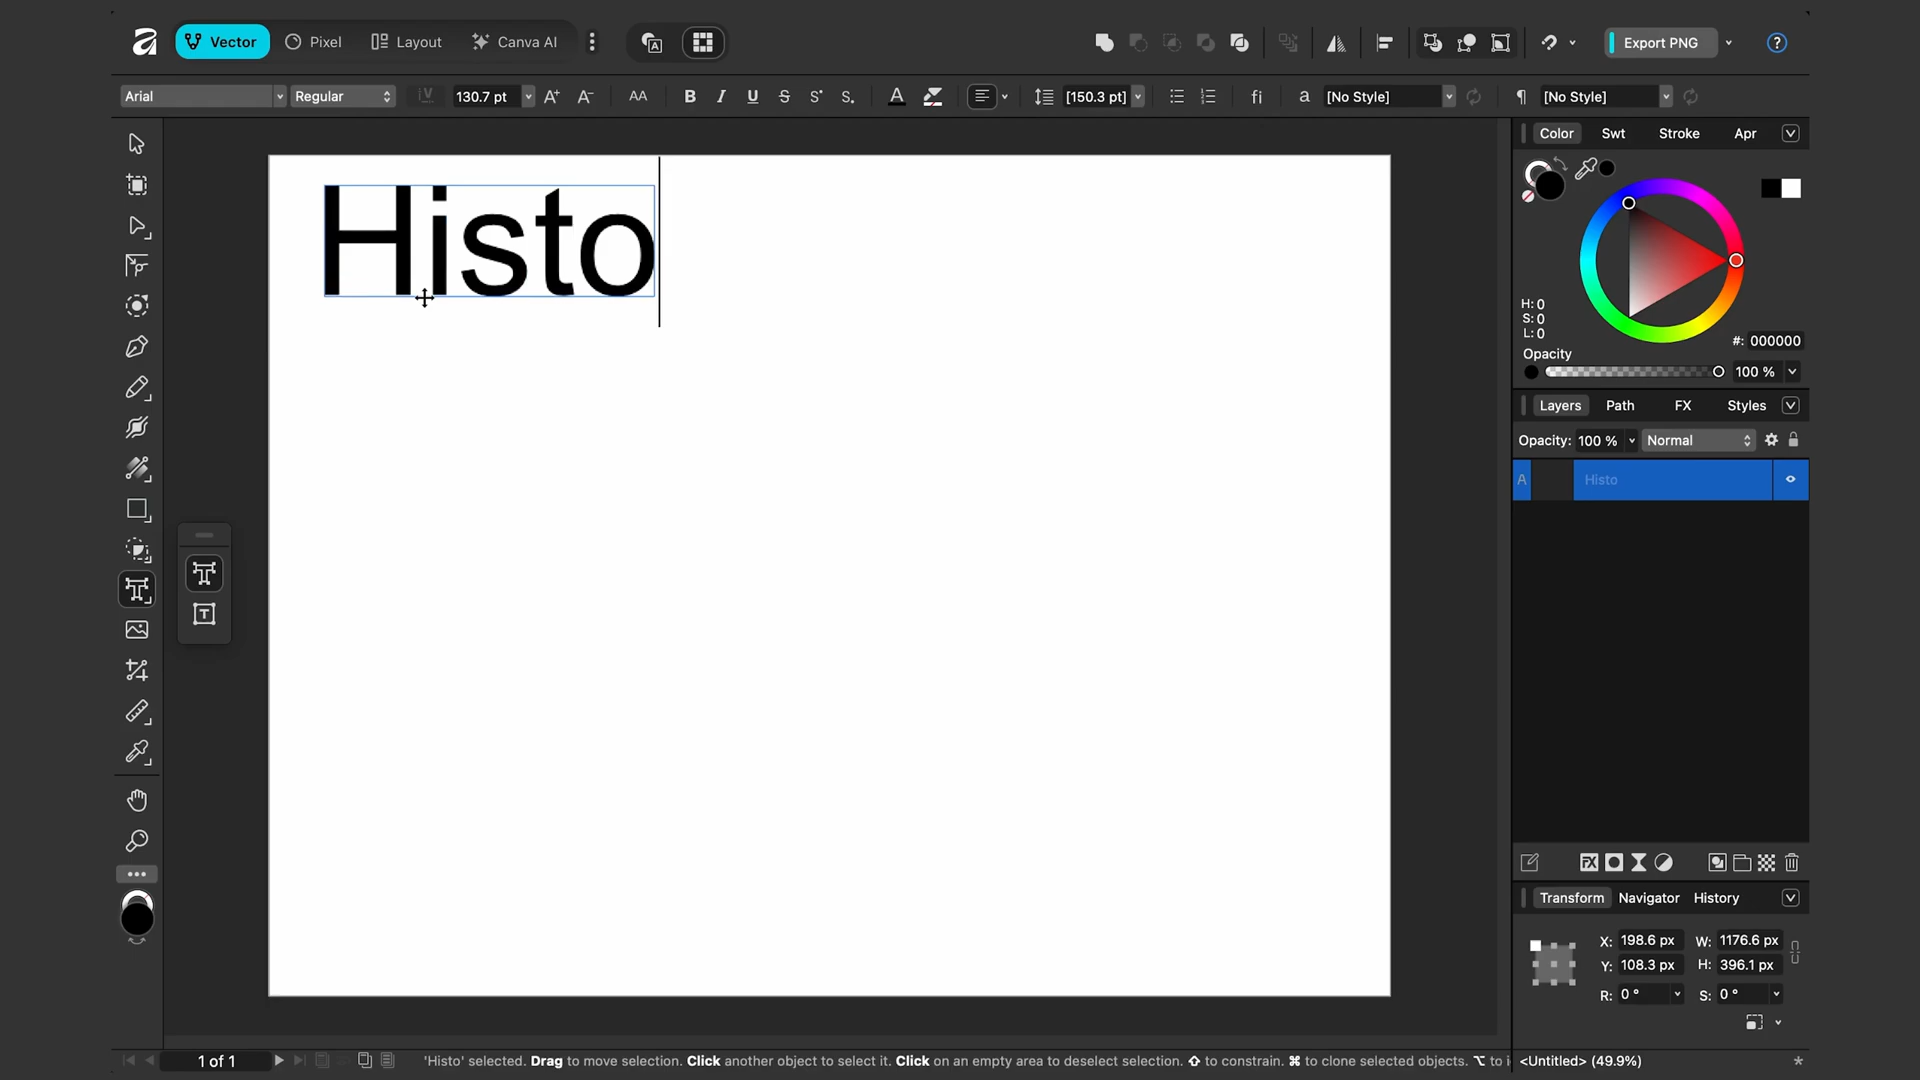 Vector Pixel Layout Canva AI Export PNG ?
Arial Regular 130.7 pt A+ A- AA B I U S S S A [150.3 pt] fi a [No Style] ¶ [No Style]
Color Swt Stroke Apr
Histo
H: 0
S: 0
L: 0
#: 000000
Opacity
100 %
Layers Path FX Styles
Opacity: 100 % Normal
A Histo
FX
Transform Navigator History
X: 198.6 px W: 1176.6 px
Y: 108.3 px H: 396.1 px
R: 0 ° S: 0 °
1 of 1 'Histo' selected. Drag to move selection. Click another object to select it. Click on an empty area to deselect selection. ⇧ to constrain. ⌘ to clone selected objects. ⌥ to i <Untitled> (49.9%) *